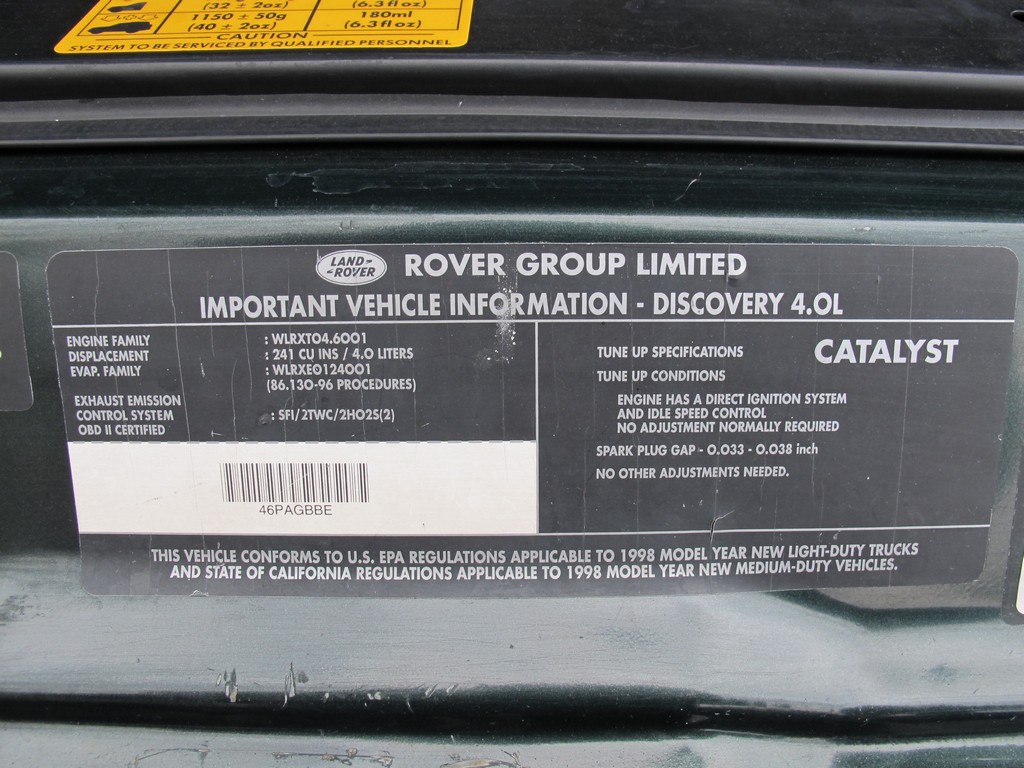 (32 ± 2oz) (6.3 fl oz)
1150 ± 50g 180ml
(40 ± 2oz) (6.3 fl oz)
CAUTION
SYSTEM TO BE SERVICED BY QUALIFIED PERSONNEL
LAND-ROVER ROVER GROUP LIMITED
IMPORTANT VEHICLE INFORMATION - DISCOVERY 4.0L
ENGINE FAMILY : WLRXT04.6001
DISPLACEMENT : 241 CU INS / 4.0 LITERS
EVAP. FAMILY : WLRXE0124001
(86.130-96 PROCEDURES)
EXHAUST EMISSION
CONTROL SYSTEM : SFI/2TWC/2HO2S(2)
OBD II CERTIFIED
46PAGBBE
TUNE UP SPECIFICATIONS CATALYST
TUNE UP CONDITIONS
ENGINE HAS A DIRECT IGNITION SYSTEM
AND IDLE SPEED CONTROL
NO ADJUSTMENT NORMALLY REQUIRED
SPARK PLUG GAP - 0.033 - 0.038 inch
NO OTHER ADJUSTMENTS NEEDED.
THIS VEHICLE CONFORMS TO U.S. EPA REGULATIONS APPLICABLE TO 1998 MODEL YEAR NEW LIGHT-DUTY TRUCKS
AND STATE OF CALIFORNIA REGULATIONS APPLICABLE TO 1998 MODEL YEAR NEW MEDIUM-DUTY VEHICLES.